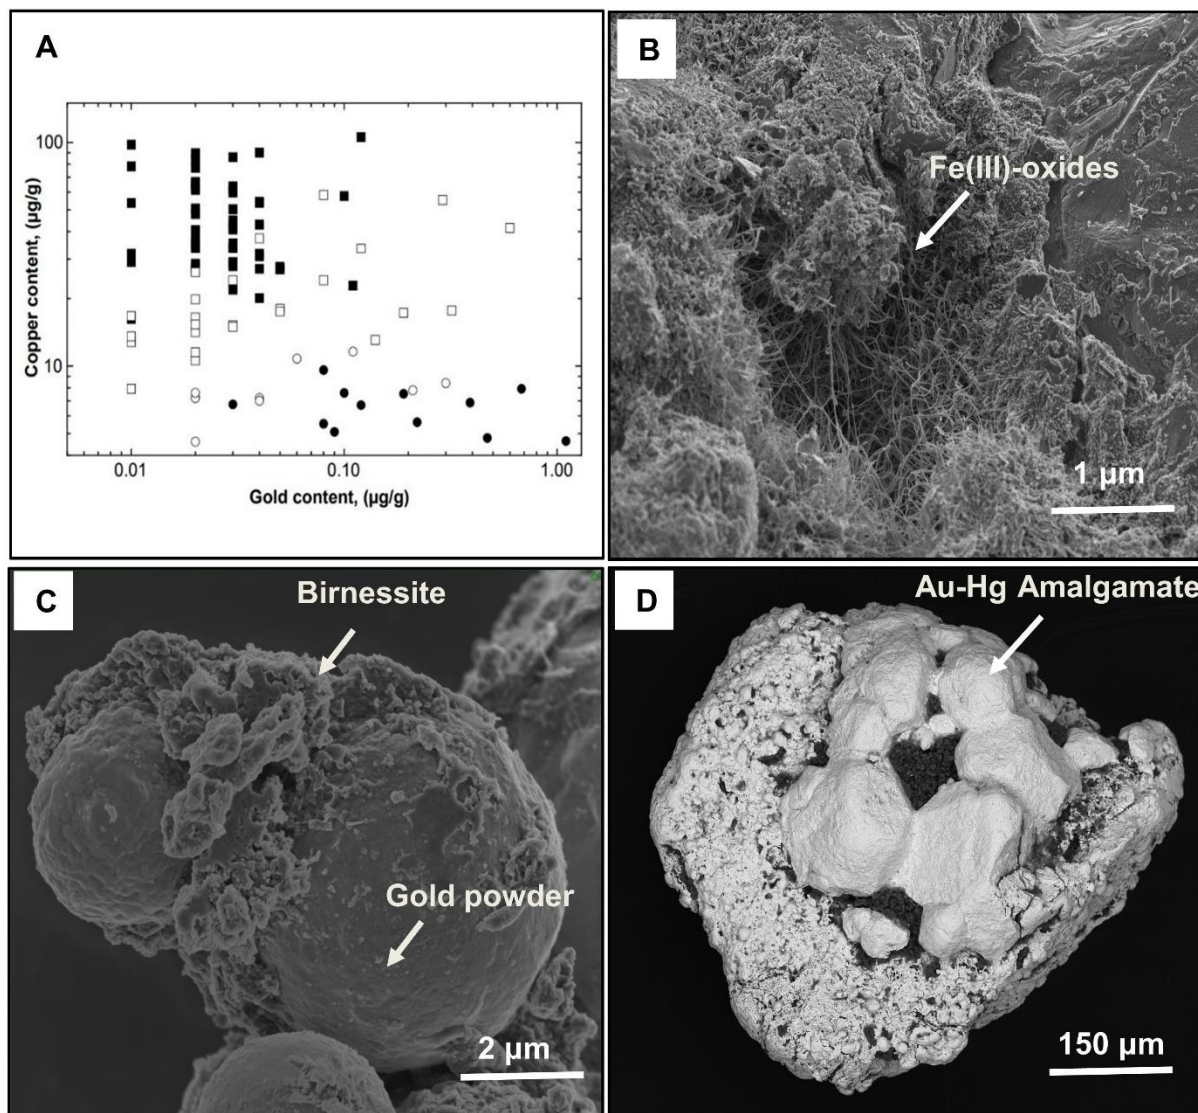 A
100
10
Copper content, (µg/g)
0.01
0.10
1.00
Gold content, (µg/g)
B
Fe(III)-oxides
1 µm
C
Birnessite
Gold powder
2 µm
D
Au-Hg Amalgamate
150 µm